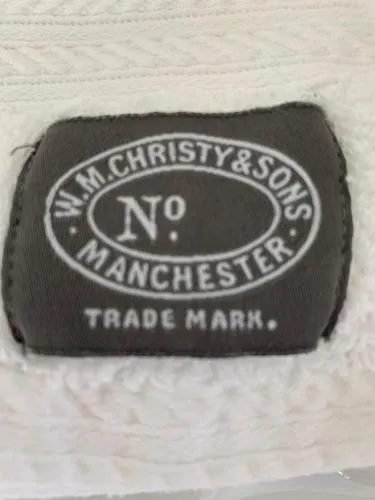 W.M.CHRISTY&SONS
Nº.
·MANCHESTER·
TRADE MARK.